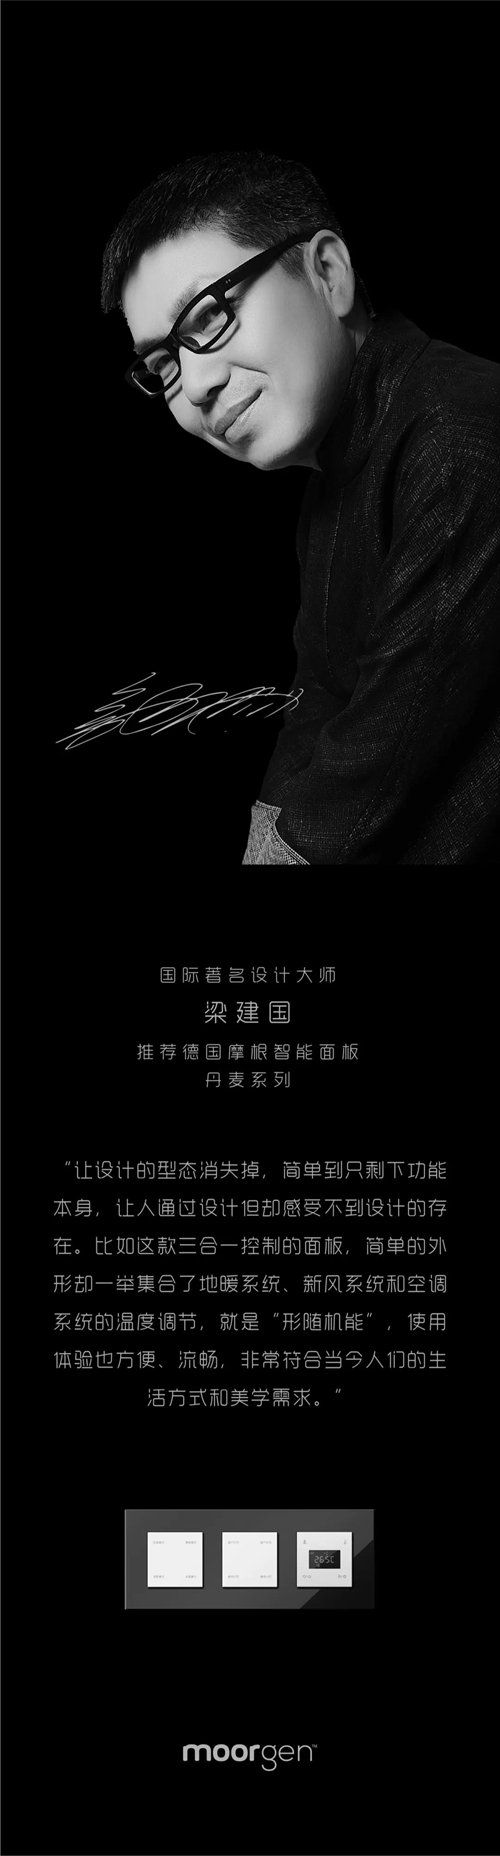 国际著名设计大师
梁建国
推荐德国摩根智能面板
丹麦系列
“让设计的型态消失掉，简单到只剩下功能
本身，让人通过设计但却感受不到设计的存
在。比如这款三合一控制的面板，简单的外
形却一举集合了地暖系统、新风系统和空调
系统的温度调节，就是“形随机能”，使用
体验也方便、流畅，非常符合当今人们的生
活方式和美学需求。”
moorgen™